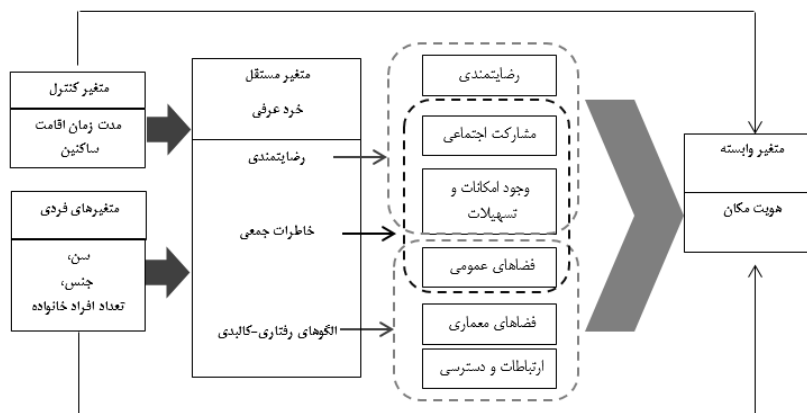 متغیر کنترل
مدت زمان اقامت
ساکنین
متغیرهای فردی
سن،
جنس،
تعداد افراد خانواده
متغیر مستقل
خرد عرفی
رضایتمندی
خاطرات جمعی
الگوهای رفتاری-کالبدی
رضایتمندی
مشارکت اجتماعی
وجود امکانات و
تسهیلات
فضاهای عمومی
فضاهای معماری
ارتباطات و دسترسی
متغیر وابسته
هویت مکان